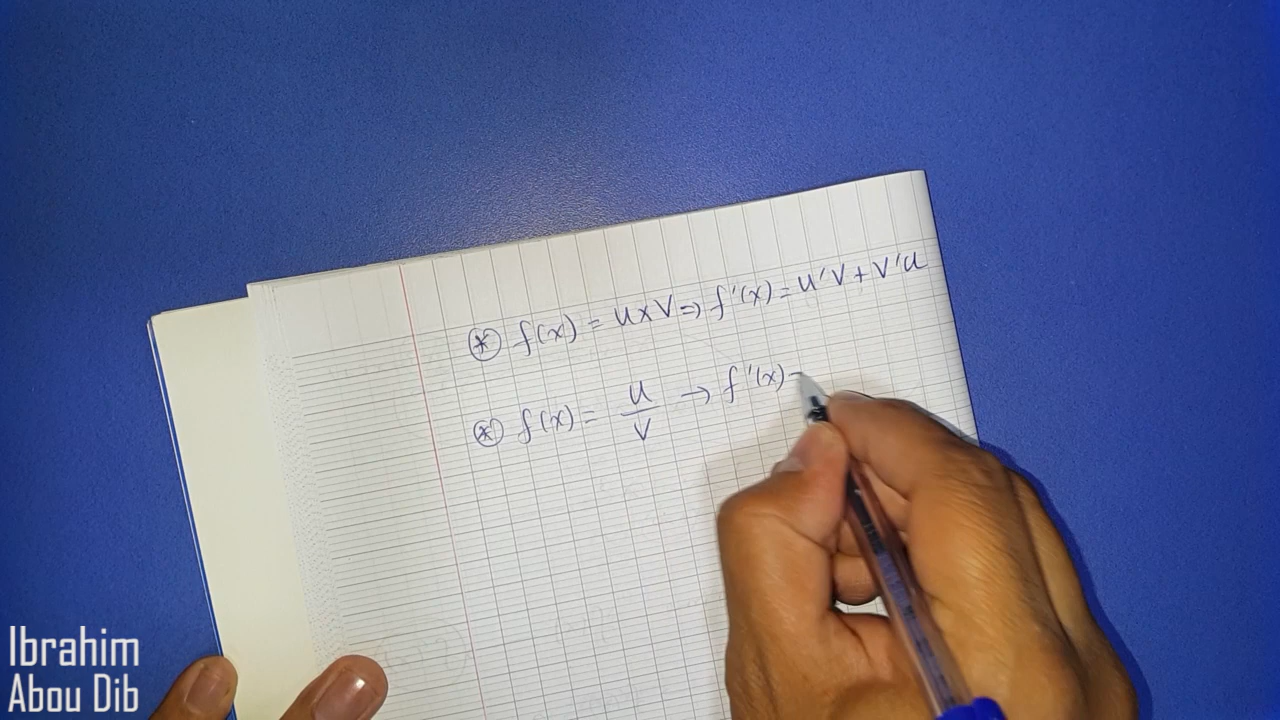 ⊛ f(x) = u x v ⇒ f'(x) = u'v + v'u
⊛ f(x) = u/v → f'(x) -
Ibrahim
Abou Dib